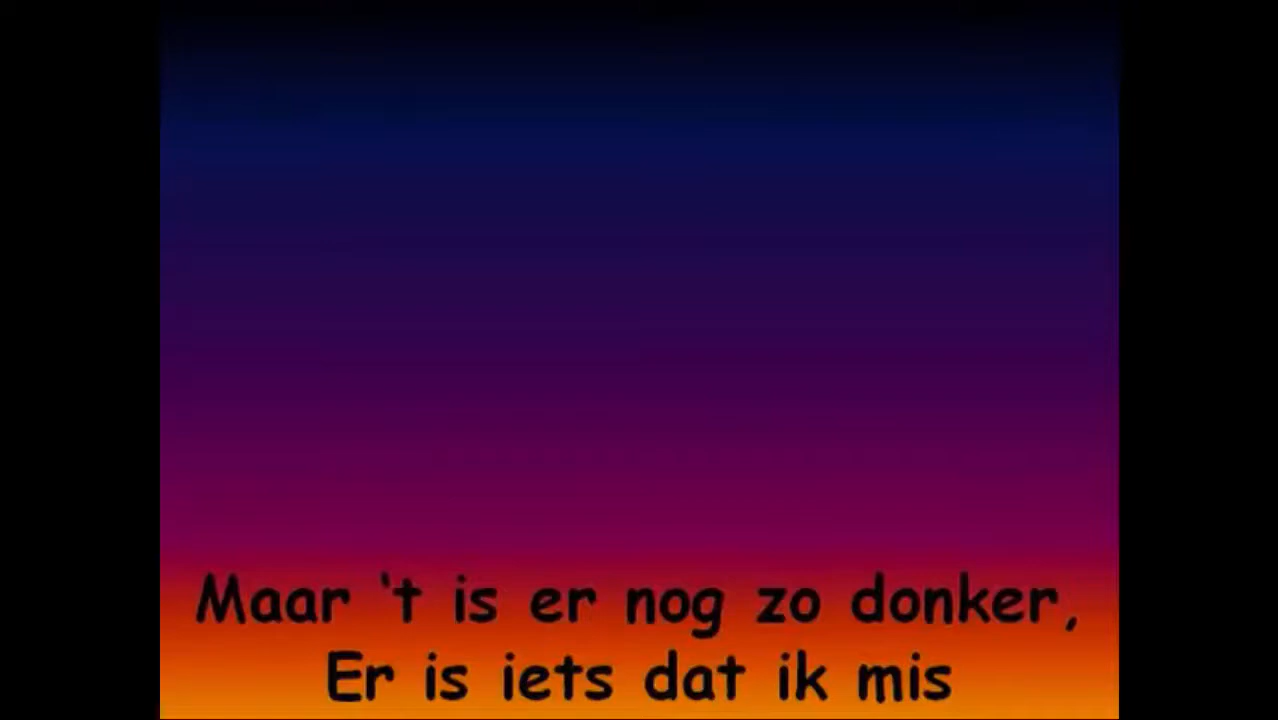 Maar ‘t is er nog zo donker,
Er is iets dat ik mis